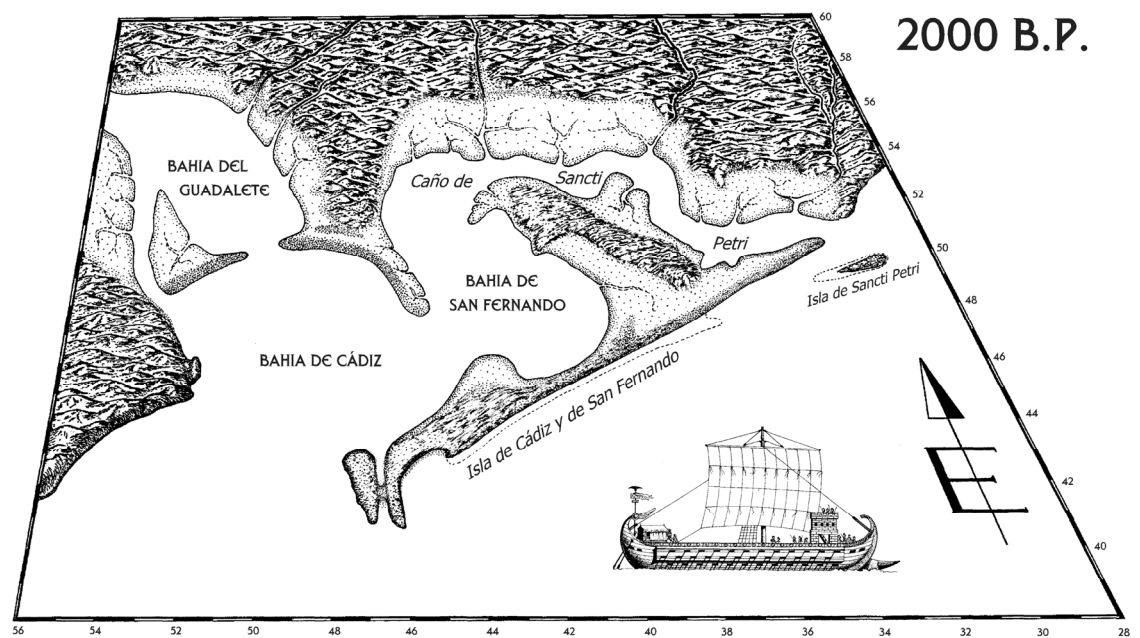 2000 B.P.
60
58
56
54
52
50
48
46
44
42
40
BAHIA DEL
GUADALETE
Caño de
Sancti
Petri
BAHIA DE
SAN FERNANDO
Isla de Sancti Petri
BAHIA DE CÁDIZ
Isla de Cádiz y de San Fernando
E
56
54
52
50
48
46
44
42
40
38
36
34
32
30
28